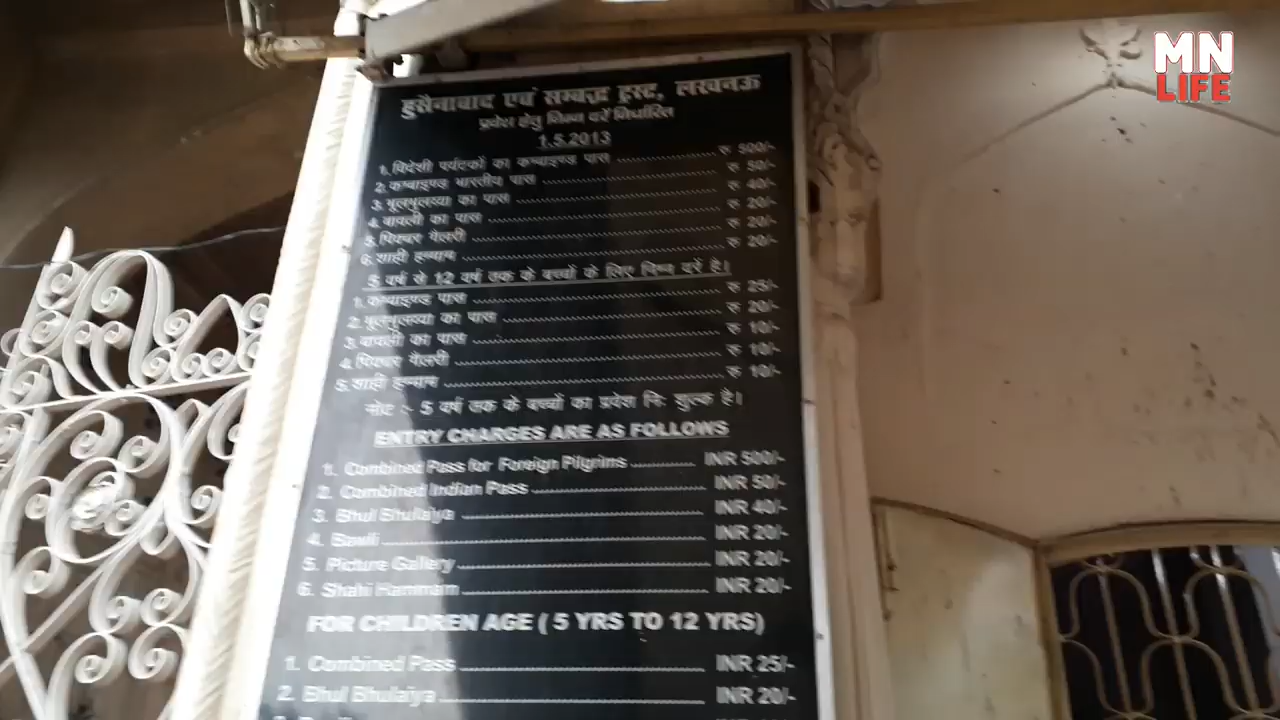 MN
LIFE
हुसैनाबाद एवं सम्बद्ध ट्रस्ट, लखनऊ
प्रवेश हेतु निम्न दरें निर्धारित
1.5.2013
1. विदेशी पर्यटकों का कम्बाइण्ड पास ........................ रु 500/-
2. कम्बाइण्ड भारतीय पास ........................ रु 50/-
3. भूलभुलय्या का पास ........................ रु 40/-
4. बावली का पास ........................ रु 20/-
5. पिक्चर गैलरी ........................ रु 20/-
6. शाही हम्माम ........................ रु 20/-
5 वर्ष से 12 वर्ष तक के बच्चों के लिए निम्न दरें है।
1. कम्बाइण्ड पास ........................ रु 25/-
2. भूलभुलय्या का पास ........................ रु 20/-
3. बावली का पास ........................ रु 10/-
4. पिक्चर गैलरी ........................ रु 10/-
5. शाही हम्माम ........................ रु 10/-
नोट :- 5 वर्ष तक के बच्चों का प्रवेश निः शुल्क है।
ENTRY CHARGES ARE AS FOLLOWS
1. Combined Pass for Foreign Pilgrims ............ INR 500/-
2. Combined Indian Pass ........................ INR 50/-
3. Bhul Bhulaiya ........................ INR 40/-
4. Bawli ........................ INR 20/-
5. Picture Gallery ........................ INR 20/-
6. Shahi Hammam ........................ INR 20/-
FOR CHILDREN AGE ( 5 YRS TO 12 YRS)
1. Combined Pass ........................ INR 25/-
2. Bhul Bhulaiya ........................ INR 20/-